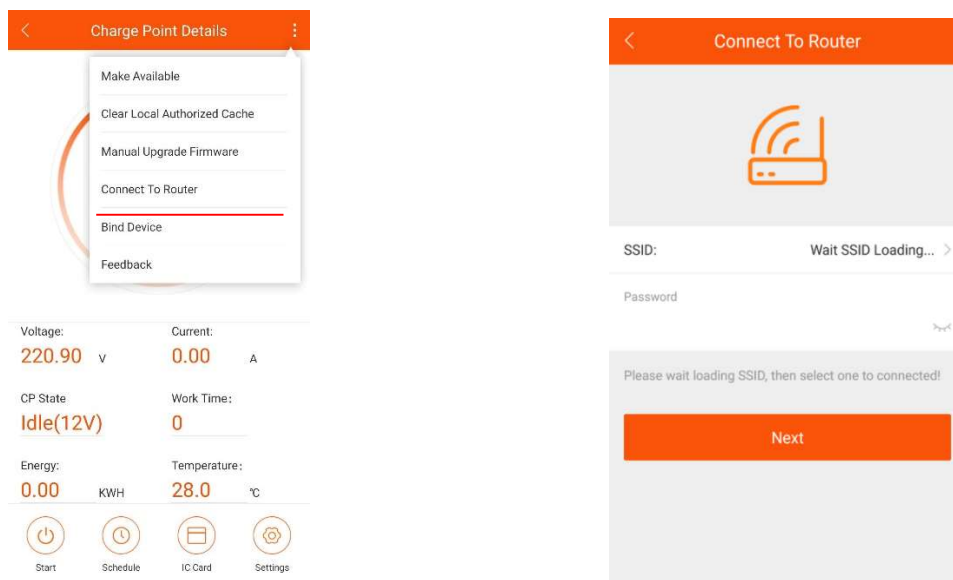 Charge Point Details
Make Available
Clear Local Authorized Cache
Manual Upgrade Firmware
Connect To Router
Bind Device
Feedback
Voltage: Current:
220.90 V 0.00 A
CP State Work Time:
Idle(12V) 0
Energy: Temperature:
0.00 KWH 28.0 ℃
Start Schedule IC Card Settings
Connect To Router
SSID: Wait SSID Loading...
Password
Please wait loading SSID, then select one to connected!
Next